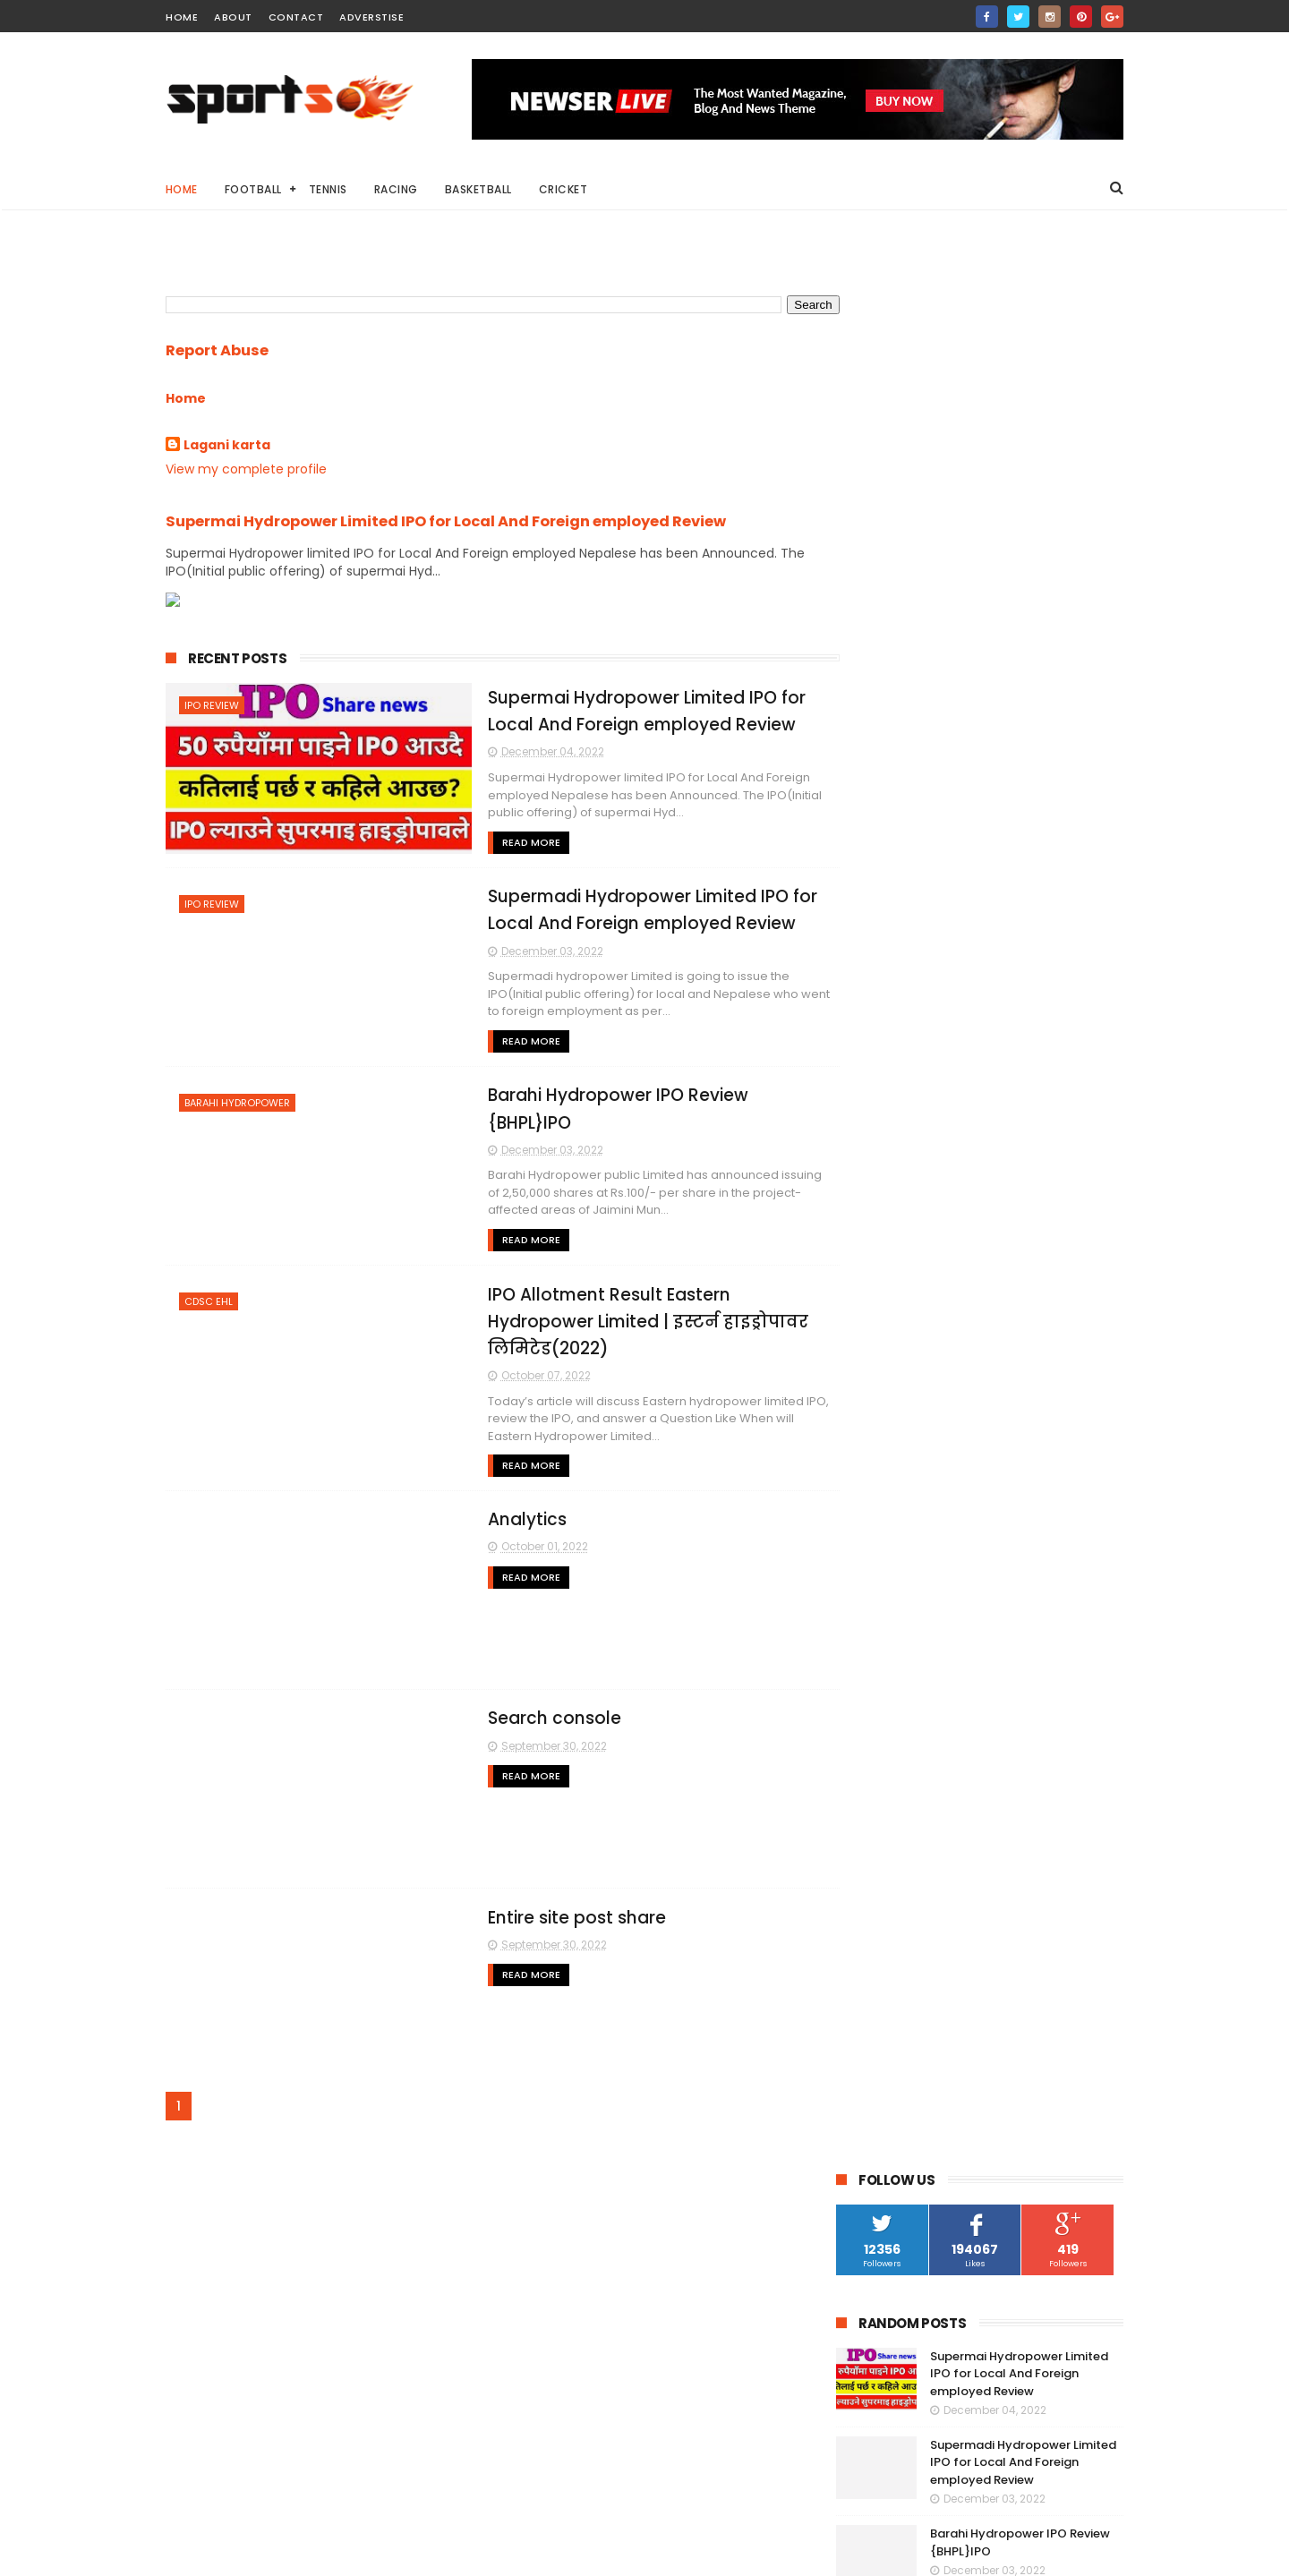 HOME ABOUT CONTACT ADVERSTISE
sportso
NEWSER LIVE
The Most Wanted Magazine,
Blog And News Theme
BUY NOW
HOME FOOTBALL + TENNIS RACING BASKETBALL CRICKET
Search
Report Abuse
Home
Lagani karta
View my complete profile
Supermai Hydropower Limited IPO for Local And Foreign employed Review
Supermai Hydropower limited IPO for Local And Foreign employed Nepalese has been Announced. The
IPO(Initial public offering) of supermai Hyd...
RECENT POSTS
IPO REVIEW
IPO Share news
50 रुपैयाँमा पाइने IPO आउदै
कतिलाई पर्छ र कहिले आउछ?
IPO ल्याउने सुपरमाइ हाइड्रोपावले
Supermai Hydropower Limited IPO for
Local And Foreign employed Review
December 04, 2022
Supermai Hydropower limited IPO for Local And Foreign
employed Nepalese has been Announced. The IPO(Initial
public offering) of supermai Hyd...
READ MORE
IPO REVIEW
Supermadi Hydropower Limited IPO for
Local And Foreign employed Review
December 03, 2022
Supermadi hydropower Limited is going to issue the
IPO(Initial public offering) for local and Nepalese who went
to foreign employment as per...
READ MORE
BARAHI HYDROPOWER
Barahi Hydropower IPO Review
{BHPL}IPO
December 03, 2022
Barahi Hydropower public Limited has announced issuing
of 2,50,000 shares at Rs.100/- per share in the project-
affected areas of Jaimini Mun...
READ MORE
CDSC EHL
IPO Allotment Result Eastern
Hydropower Limited | इस्टर्न हाइड्रोपावर
लिमिटेड(2022)
October 07, 2022
Today's article will discuss Eastern hydropower limited IPO,
review the IPO, and answer a Question Like When will
Eastern Hydropower Limited...
READ MORE
Analytics
October 01, 2022
READ MORE
Search console
September 30, 2022
READ MORE
Entire site post share
September 30, 2022
READ MORE
1
FOLLOW US
12356 194067 419
Followers Likes Followers
RANDOM POSTS
IPO Share news
रुपैयाँमा पाइने IPO आ
तिलाई पर्छ र कहिले आउ
ल्याउने सुपरमाइ हाइड्रोप
Supermai Hydropower Limited
IPO for Local And Foreign
employed Review
December 04, 2022
Supermadi Hydropower Limited
IPO for Local And Foreign
employed Review
December 03, 2022
Barahi Hydropower IPO Review
{BHPL}IPO
December 03, 2022